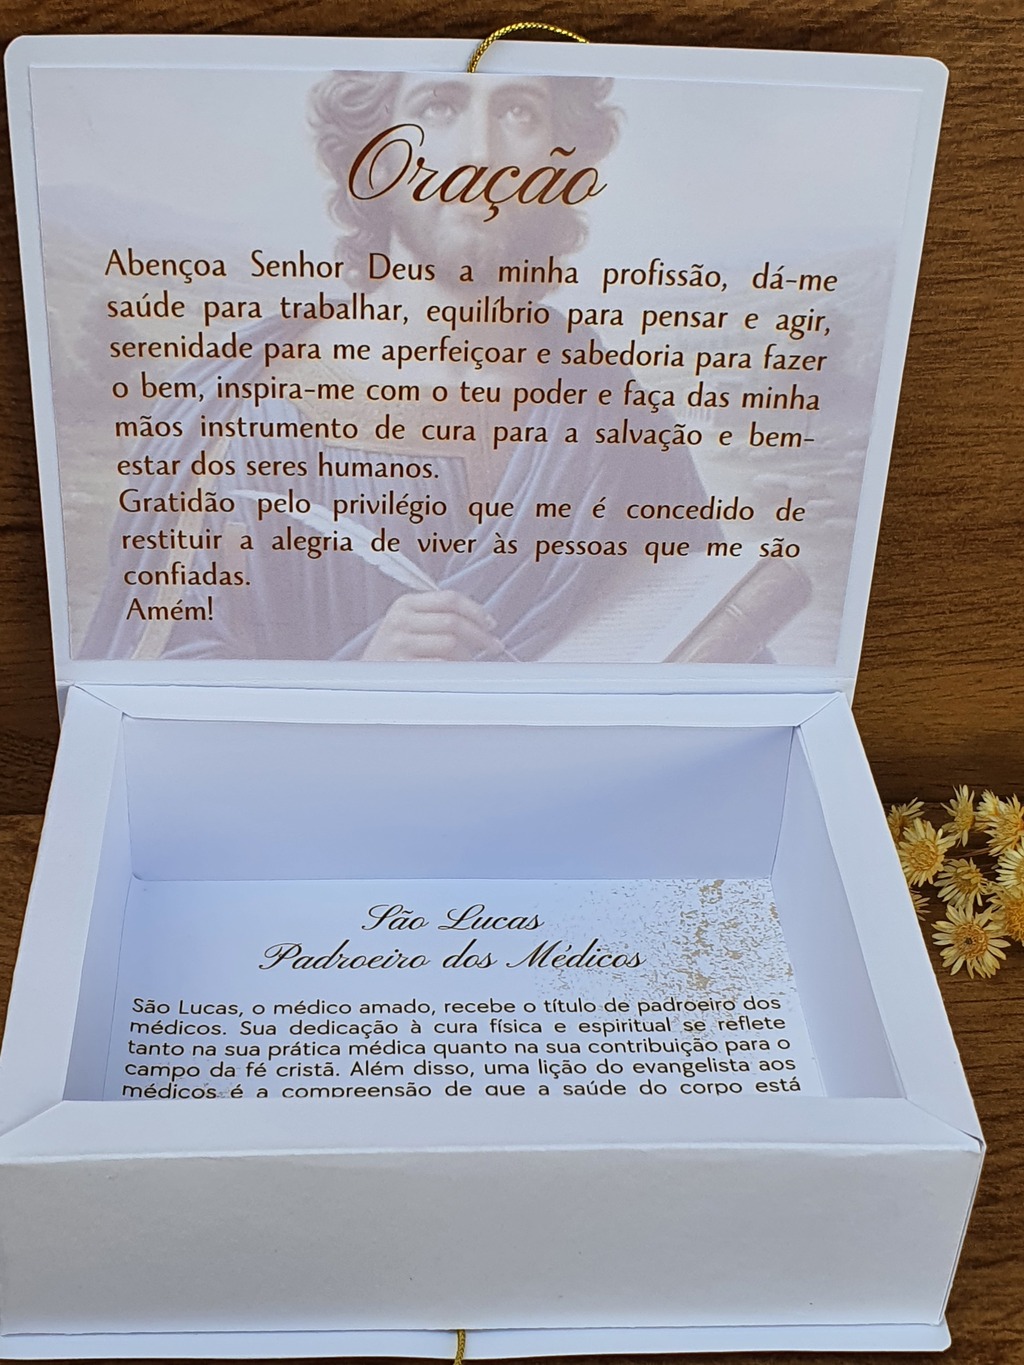 Oração
Abençoa Senhor Deus a minha profissão, dá-me
saúde para trabalhar, equilíbrio para pensar e agir,
serenidade para me aperfeiçoar e sabedoria para fazer
o bem, inspira-me com o teu poder e faça das minha
mãos instrumento de cura para a salvação e bem-
estar dos seres humanos.
Gratidão pelo privilégio que me é concedido de
restituir a alegria de viver às pessoas que me são
confiadas.
Amém!
São Lucas
Padroeiro dos Médicos
São Lucas, o médico amado, recebe o título de padroeiro dos
médicos. Sua dedicação à cura física e espiritual se reflete
tanto na sua prática médica quanto na sua contribuição para o
campo da fé cristã. Além disso, uma lição do evangelista aos
médicos é a compreensão de que a saúde do corpo está